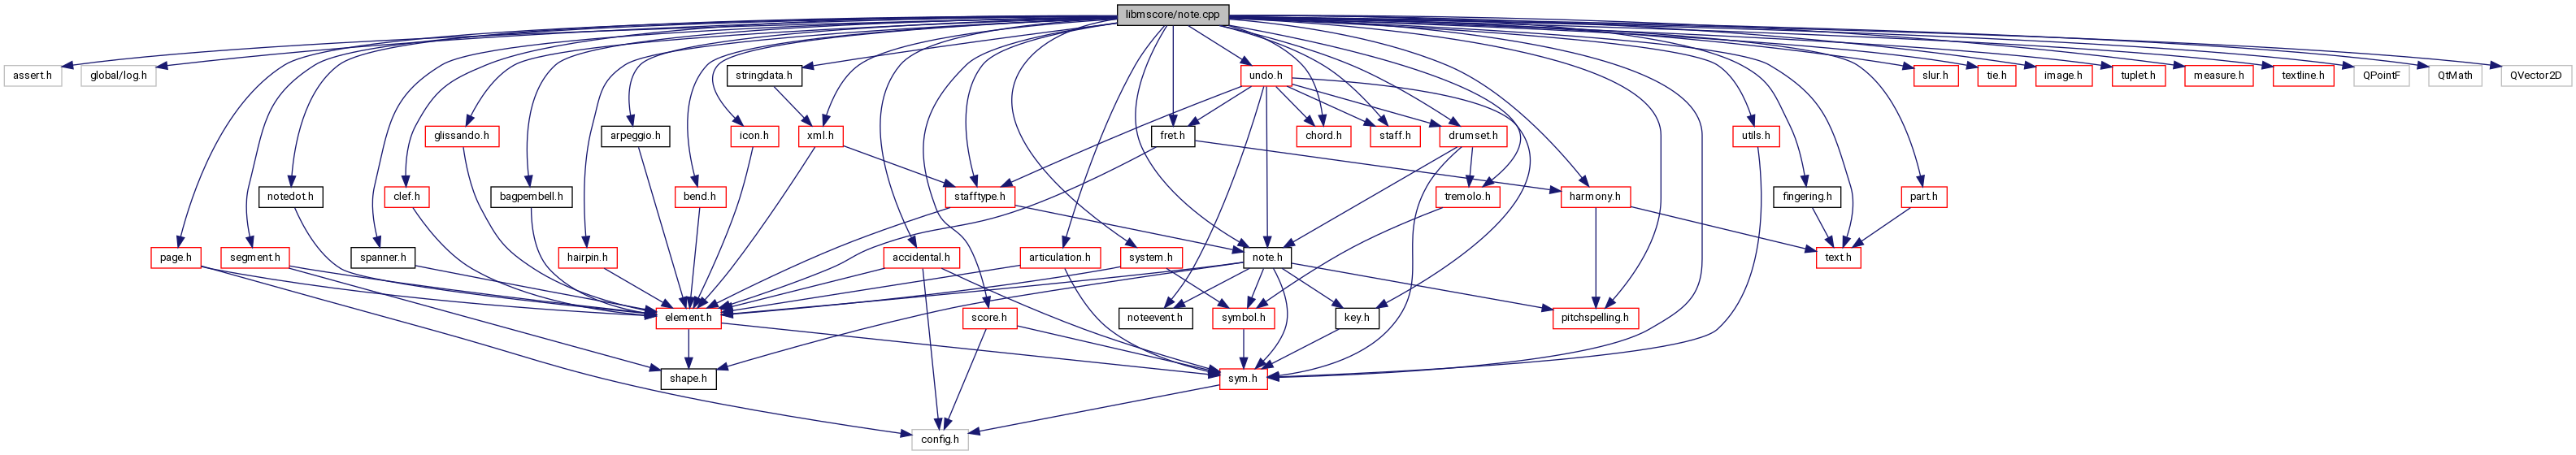 libmscore/note.cpp
assert.h
global/log.h
stringdata.h
undo.h
slur.h
tie.h
image.h
tuplet.h
measure.h
textline.h
QPointF
QtMath
QVector2D
glissando.h
arpeggio.h
icon.h
xml.h
fret.h
chord.h
staff.h
drumset.h
utils.h
notedot.h
clef.h
bagpembell.h
bend.h
stafftype.h
tremolo.h
harmony.h
fingering.h
part.h
page.h
segment.h
spanner.h
hairpin.h
accidental.h
articulation.h
system.h
note.h
text.h
element.h
score.h
noteevent.h
symbol.h
key.h
pitchspelling.h
shape.h
sym.h
config.h